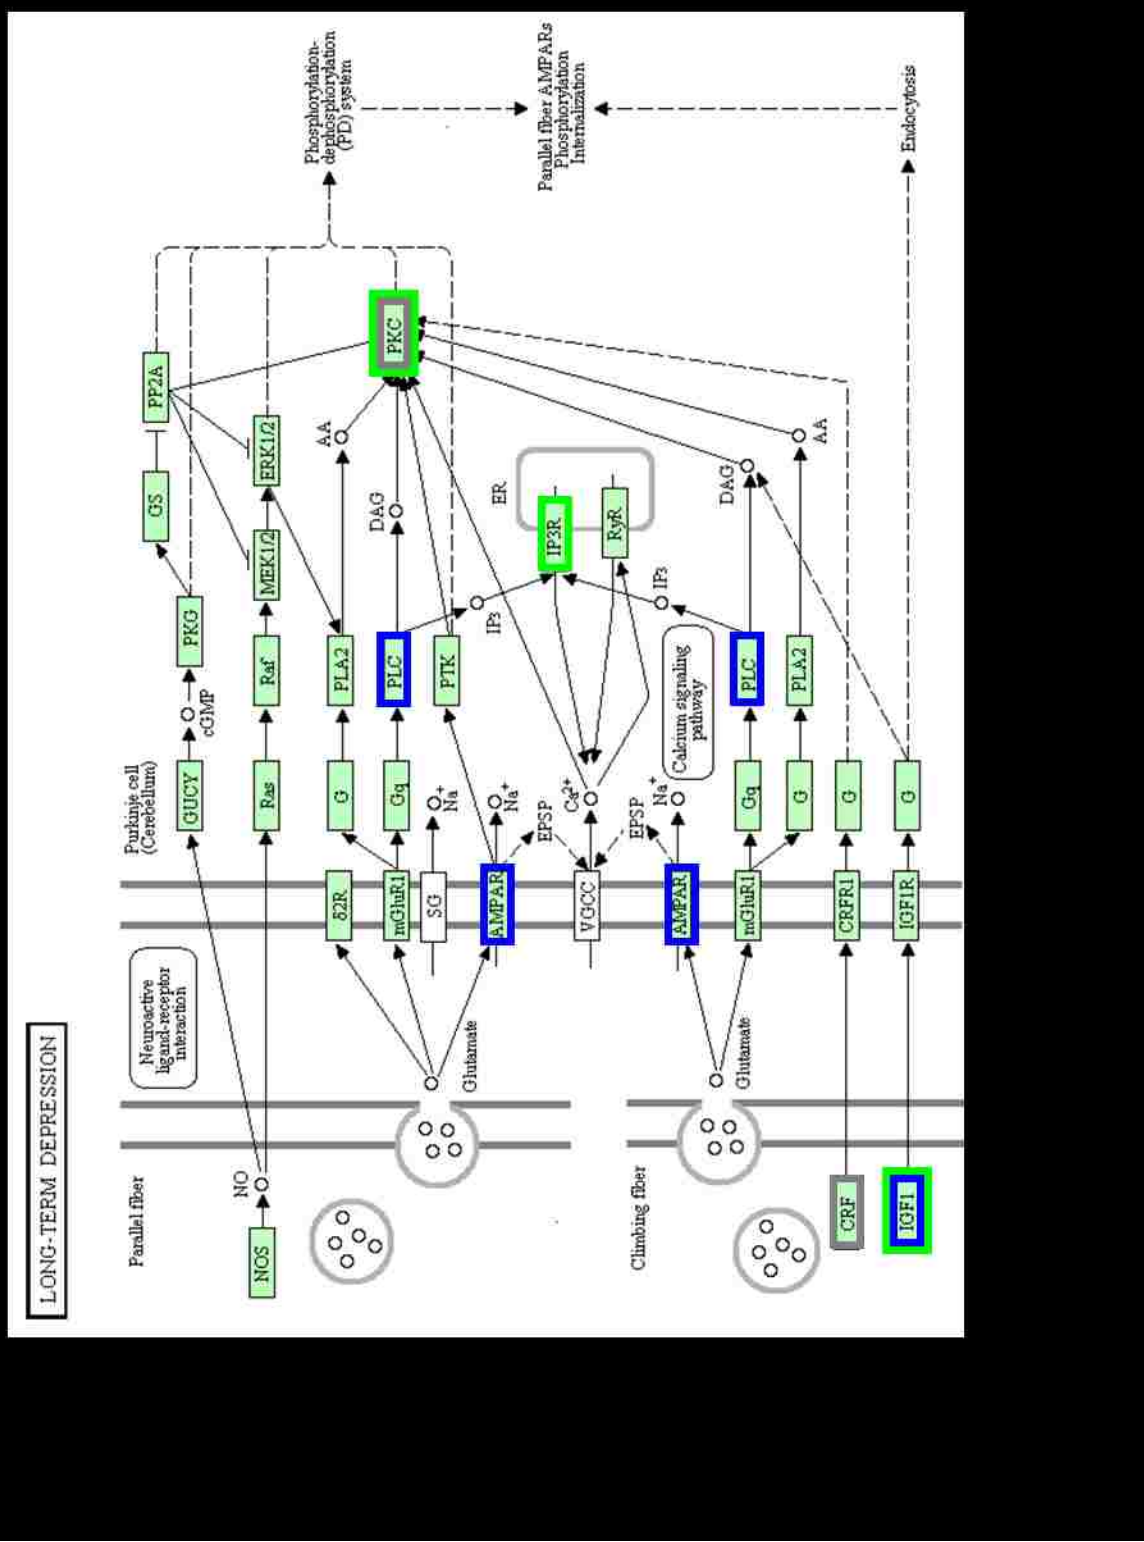 LONG-TERM DEPRESSION
Parallel fiber
Neuroactive
ligand-receptor
interaction
Purkinje cell
(Cerebellum)
NOS
NO
GUCY
cGMP
PKG
GS
PP2A
Ras
Raf
MEK1/2
ERK1/2
Glutamate
δ2R
mGluR1
SG
AMPAR
G
Gq
Na+
Na+
PLA2
PLC
PTK
AA
DAG
IP3
PKC
Phosphorylation-
dephosphorylation
(PD) system
Parallel fiber AMPARs
Phosphorylation
Internalization
EPSP
VGCC
Ca2+
EPSP
IP3R
RyR
ER
Calcium signaling
pathway
Climbing fiber
Glutamate
AMPAR
mGluR1
Na+
Gq
G
PLC
PLA2
IP3
DAG
AA
CRF
CRFR1
G
IGF1
IGF1R
G
Endocytosis